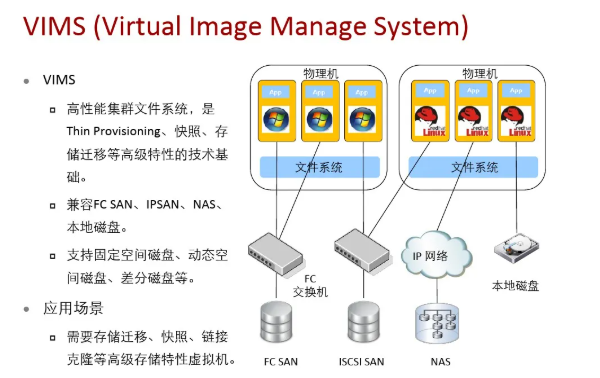 VIMS (Virtual Image Manage System)
VIMS
高性能集群文件系统，是
Thin Provisioning、快照、存
储迁移等高级特性的技术基
础。
兼容FC SAN、IPSAN、NAS、
本地磁盘。
支持固定空间磁盘、动态空
间磁盘、差分磁盘等。
应用场景
需要存储迁移、快照、链接
克隆等高级存储特性虚拟机。
物理机
App App App
文件系统
物理机
App App App
redhat Linux redhat Linux redhat Linux
文件系统
FC
交换机
IP 网络
本地磁盘
FC SAN
ISCSI SAN
NAS